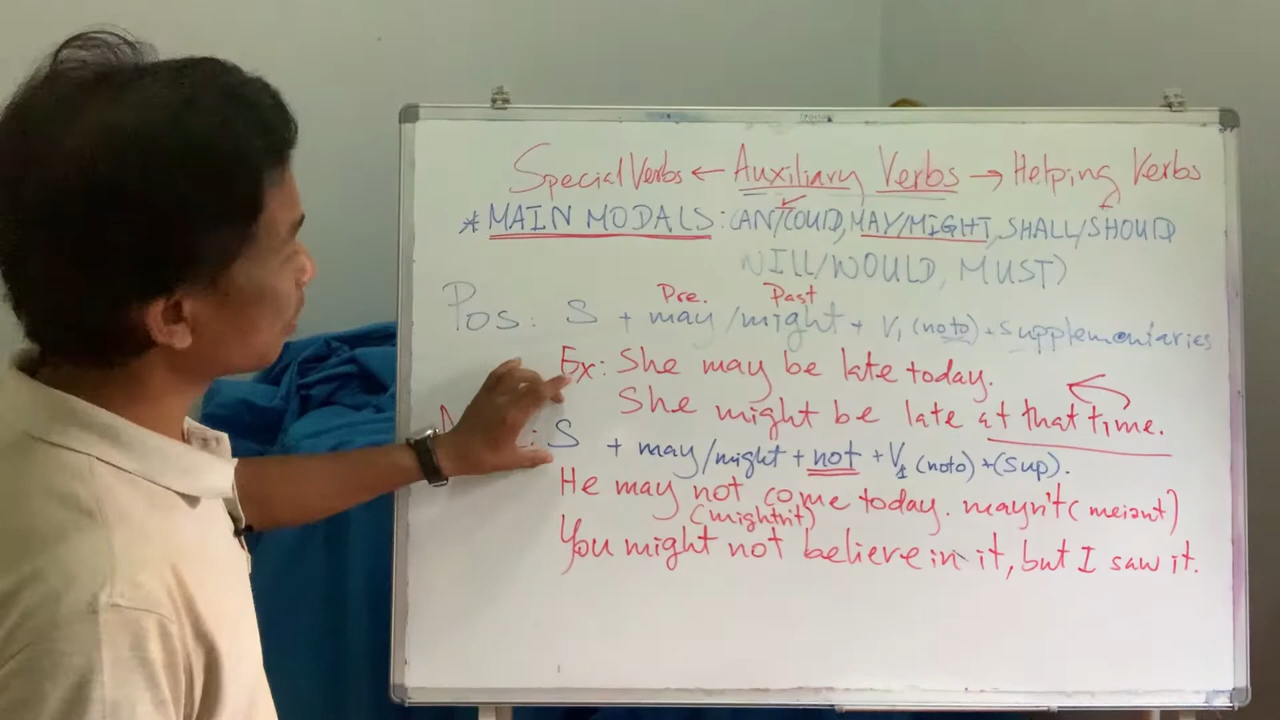 Special Verbs ← Auxiliary Verbs → Helping Verbs
* MAIN MODALS: CAN/COULD, MAY/MIGHT, SHALL/SHOULD
WILL/WOULD, MUST)
Pre. Past
Pos: S + may/might + V1 (no to) + supplementaries
Ex: She may be late today.
She might be late at that time.
: S + may/might + not + V1 (no to) + (sup).
He may not come today. mayn't (meiənt)
(mightn't)
You might not believe in it, but I saw it.